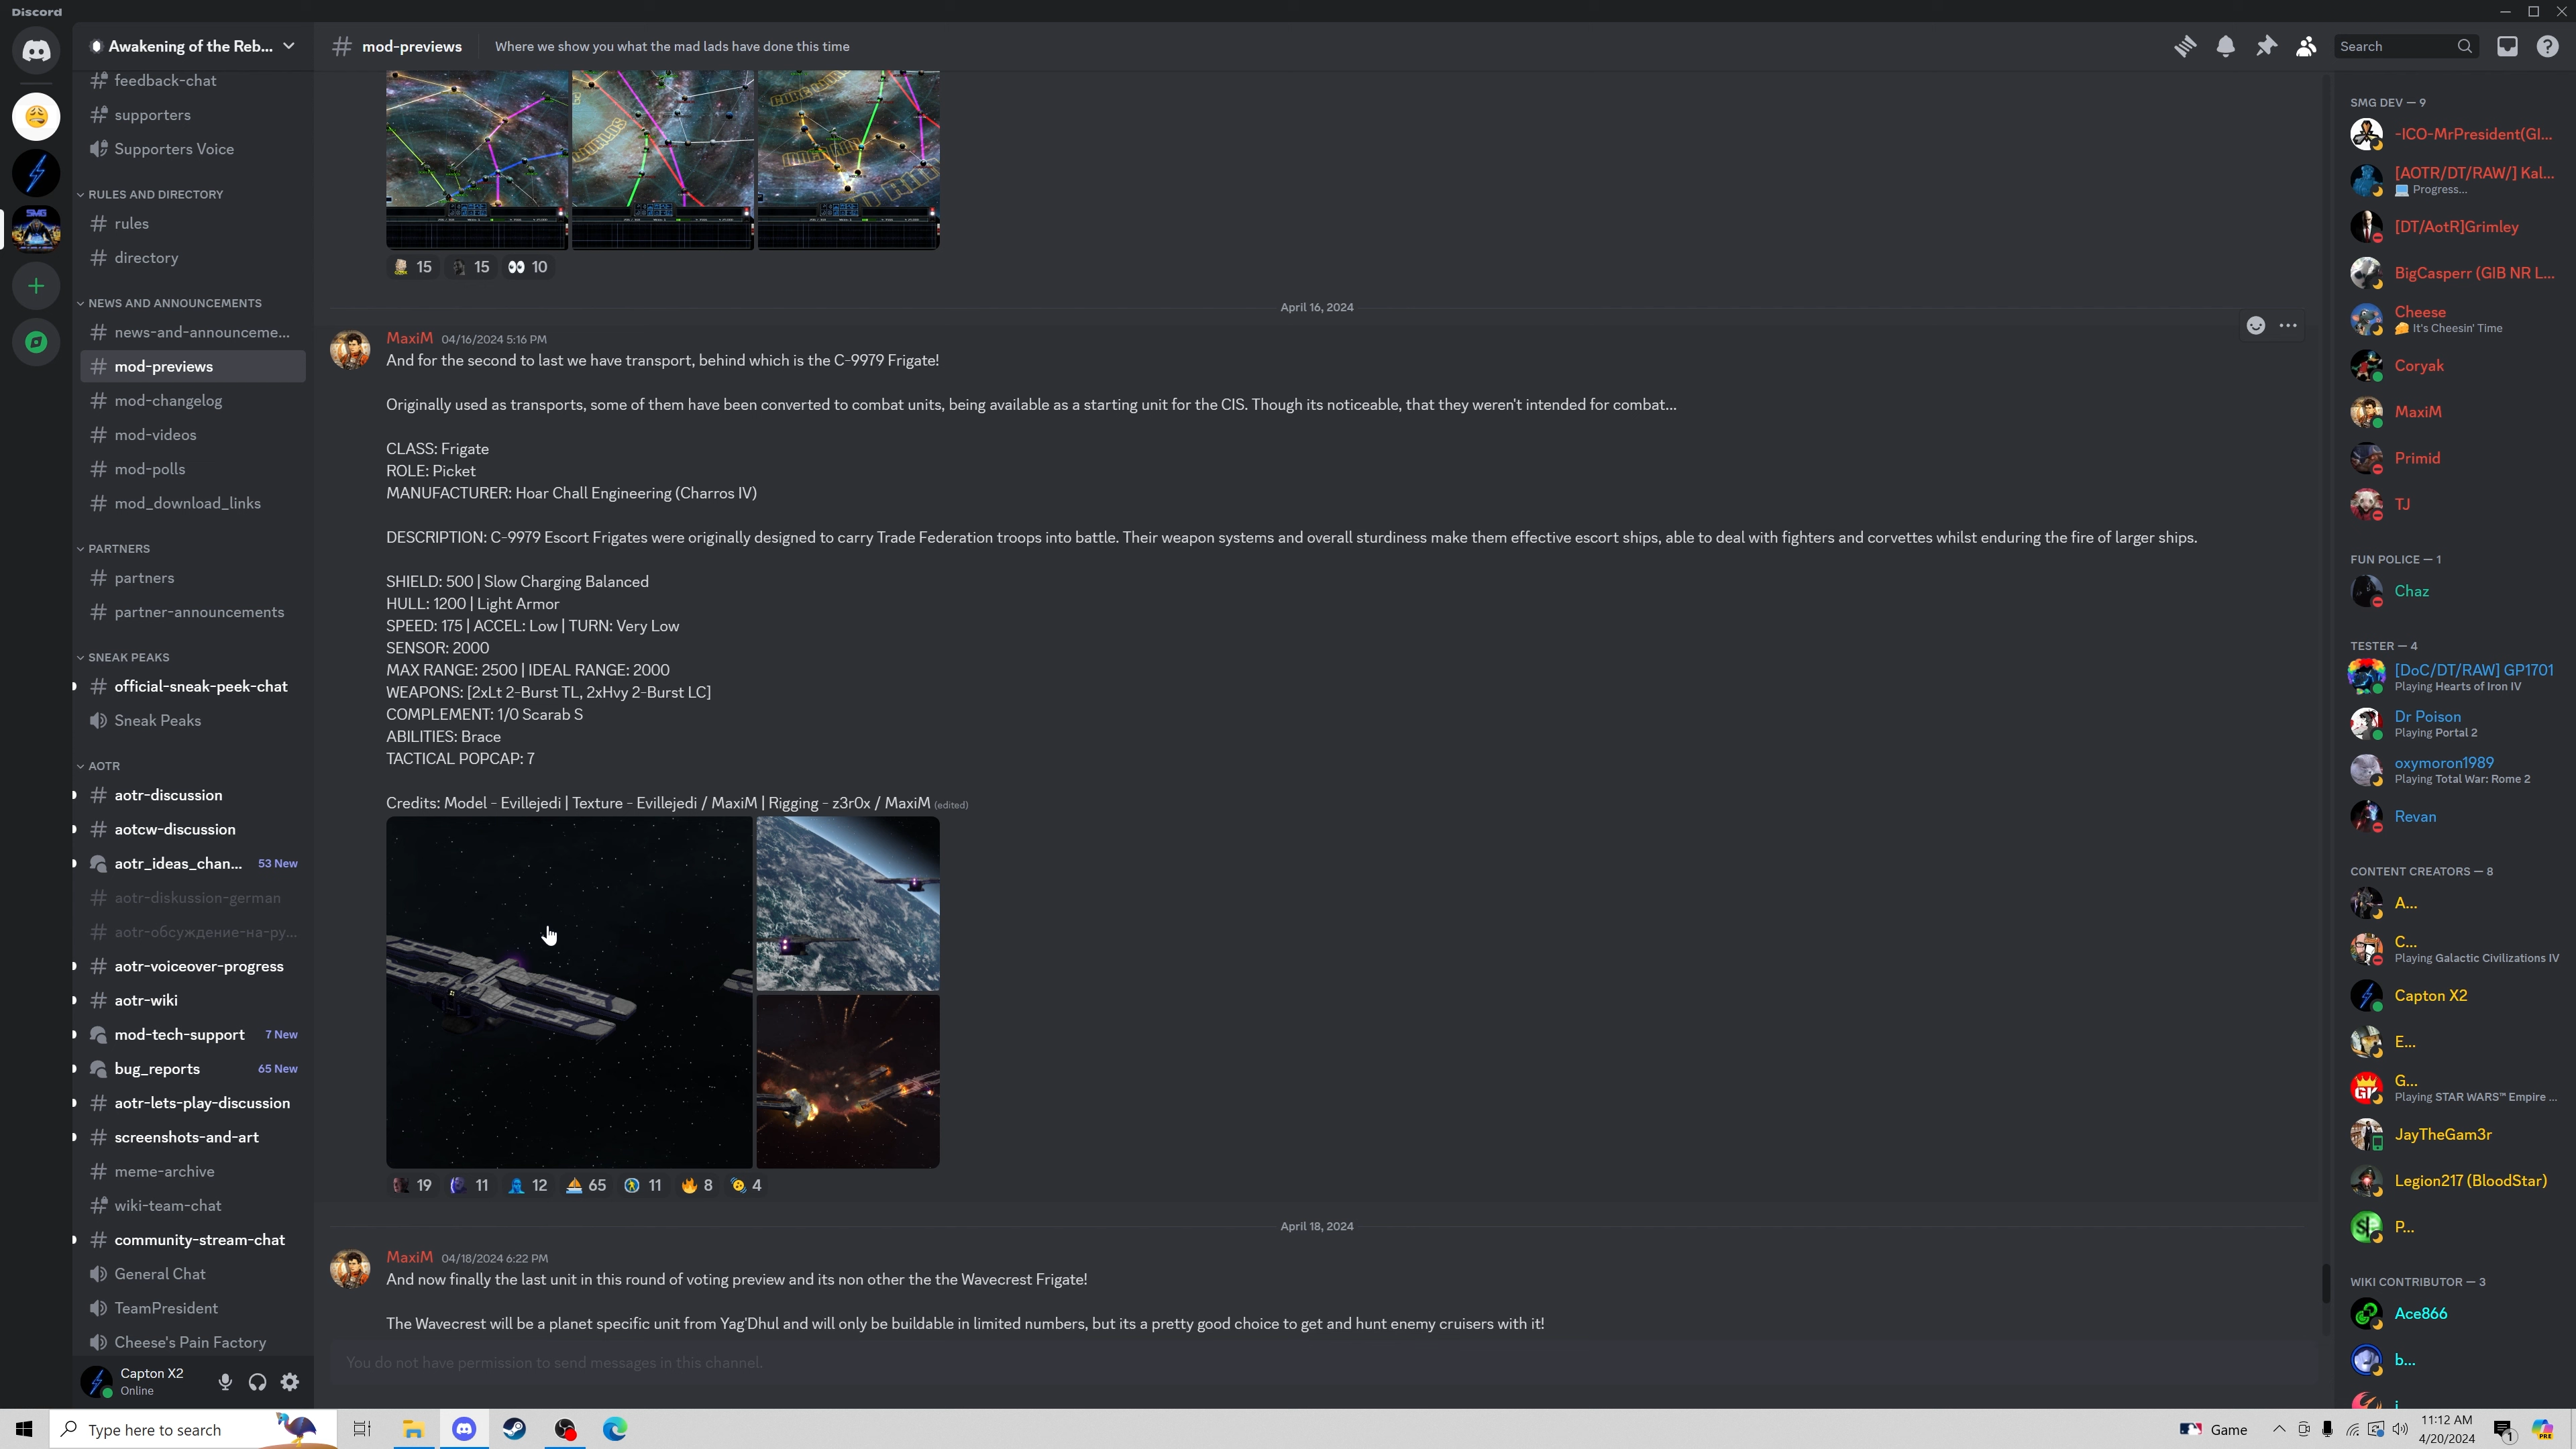 Discord
Awakening of the Reb...
feedback-chat
supporters
Supporters Voice
RULES AND DIRECTORY
rules
directory
NEWS AND ANNOUNCEMENTS
news-and-announceme...
mod-previews
mod-changelog
mod-videos
mod-polls
mod_download_links
PARTNERS
partners
partner-announcements
SNEAK PEAKS
official-sneak-peek-chat
Sneak Peaks
AOTR
aotr-discussion
aotcw-discussion
aotr_ideas_chan... 53 New
aotr-diskussion-german
aotr-обсуждение-на-ру...
aotr-voiceover-progress
aotr-wiki
mod-tech-support 7 New
bug_reports 65 New
aotr-lets-play-discussion
screenshots-and-art
meme-archive
wiki-team-chat
community-stream-chat
General Chat
TeamPresident
Cheese's Pain Factory
Capton X2
Online
mod-previews Where we show you what the mad lads have done this time
Search
15 15 10
April 16, 2024
MaxiM 04/16/2024 5:16 PM
And for the second to last we have transport, behind which is the C-9979 Frigate!
Originally used as transports, some of them have been converted to combat units, being available as a starting unit for the CIS. Though its noticeable, that they weren't intended for combat...
CLASS: Frigate
ROLE: Picket
MANUFACTURER: Hoar Chall Engineering (Charros IV)
DESCRIPTION: C-9979 Escort Frigates were originally designed to carry Trade Federation troops into battle. Their weapon systems and overall sturdiness make them effective escort ships, able to deal with fighters and corvettes whilst enduring the fire of larger ships.
SHIELD: 500 | Slow Charging Balanced
HULL: 1200 | Light Armor
SPEED: 175 | ACCEL: Low | TURN: Very Low
SENSOR: 2000
MAX RANGE: 2500 | IDEAL RANGE: 2000
WEAPONS: [2xLt 2-Burst TL, 2xHvy 2-Burst LC]
COMPLEMENT: 1/0 Scarab S
ABILITIES: Brace
TACTICAL POPCAP: 7
Credits: Model - Evillejedi | Texture - Evillejedi / MaxiM | Rigging - z3r0x / MaxiM (edited)
19 11 12 65 11 8 4
April 18, 2024
MaxiM 04/18/2024 6:22 PM
And now finally the last unit in this round of voting preview and its non other the the Wavecrest Frigate!
The Wavecrest will be a planet specific unit from Yag'Dhul and will only be buildable in limited numbers, but its a pretty good choice to get and hunt enemy cruisers with it!
You do not have permission to send messages in this channel.
SMG DEV — 9
-ICO-MrPresident(GI...
[AOTR/DT/RAW/] Kal...
Progress...
[DT/AotR]Grimley
BigCasperr (GIB NR L...
Cheese
It's Cheesin' Time
Coryak
MaxiM
Primid
TJ
FUN POLICE — 1
Chaz
TESTER — 4
[DoC/DT/RAW] GP1701
Playing Hearts of Iron IV
Dr Poison
Playing Portal 2
oxymoron1989
Playing Total War: Rome 2
Revan
CONTENT CREATORS — 8
A...
C...
Playing Galactic Civilizations IV
Capton X2
E...
G...
Playing STAR WARS™ Empire ...
JayTheGam3r
Legion217 (BloodStar)
P...
WIKI CONTRIBUTOR — 3
Ace866
b...
Type here to search
Game
11:12 AM
4/20/2024